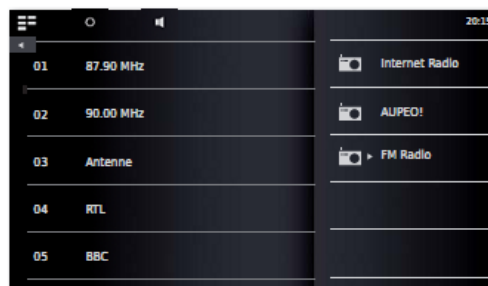 20:15
01 87.90 MHz
02 90.00 MHz
03 Antenne
04 RTL
05 BBC
Internet Radio
AUPEO!
FM Radio